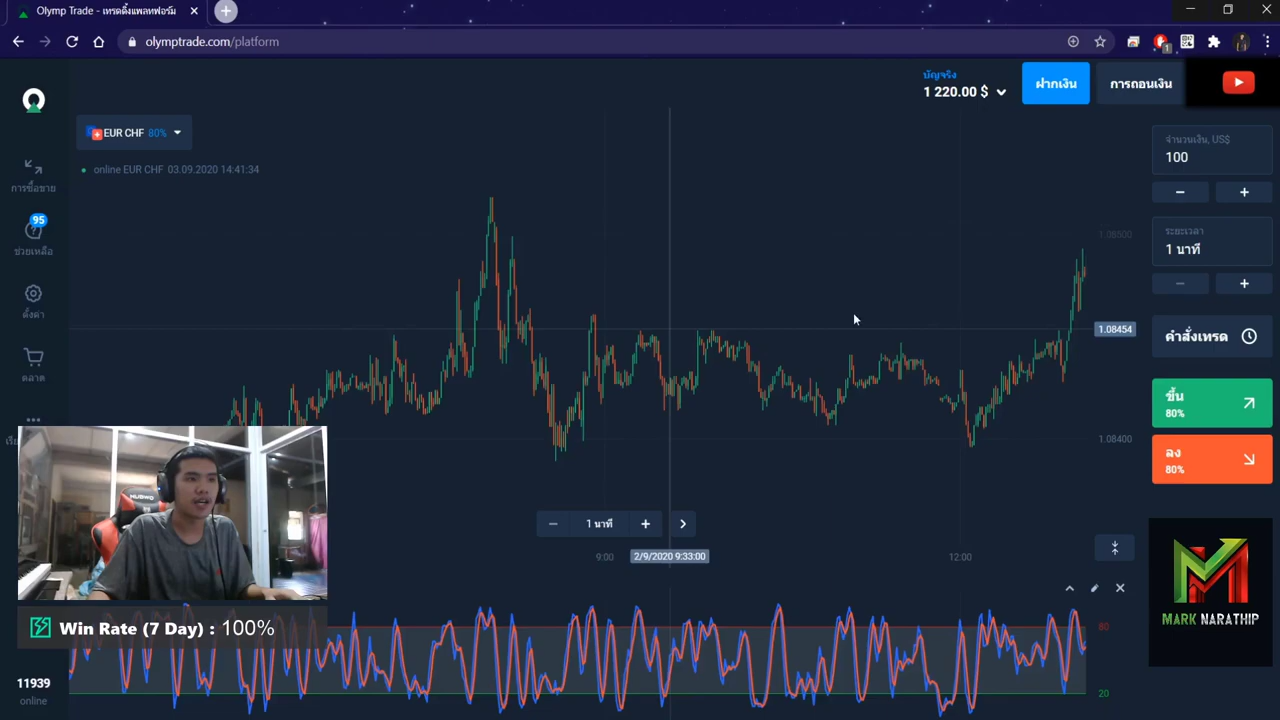 Olymp Trade - เทรดดิ้งแพลทฟอร์ม
olymptrade.com/platform
1
บัญจริง
1 220.00 $
ฝากเงิน
การถอนเงิน
EUR CHF 80%
online EUR CHF 03.09.2020 14:41:34
การซื้อขาย
95
ช่วยเหลือ
ตั้งค่า
ตลาด
จำนวนเงิน, US$
100
ระยะเวลา
1 นาที
คำสั่งเทรด
ขึ้น
80%
ลง
80%
1.08500
1.08454
1.08400
1 นาที
9:00
2/9/2020 9:33:00
12:00
80
20
NUBWO
Win Rate (7 Day) : 100%
11939
online
MARK NARATHIP